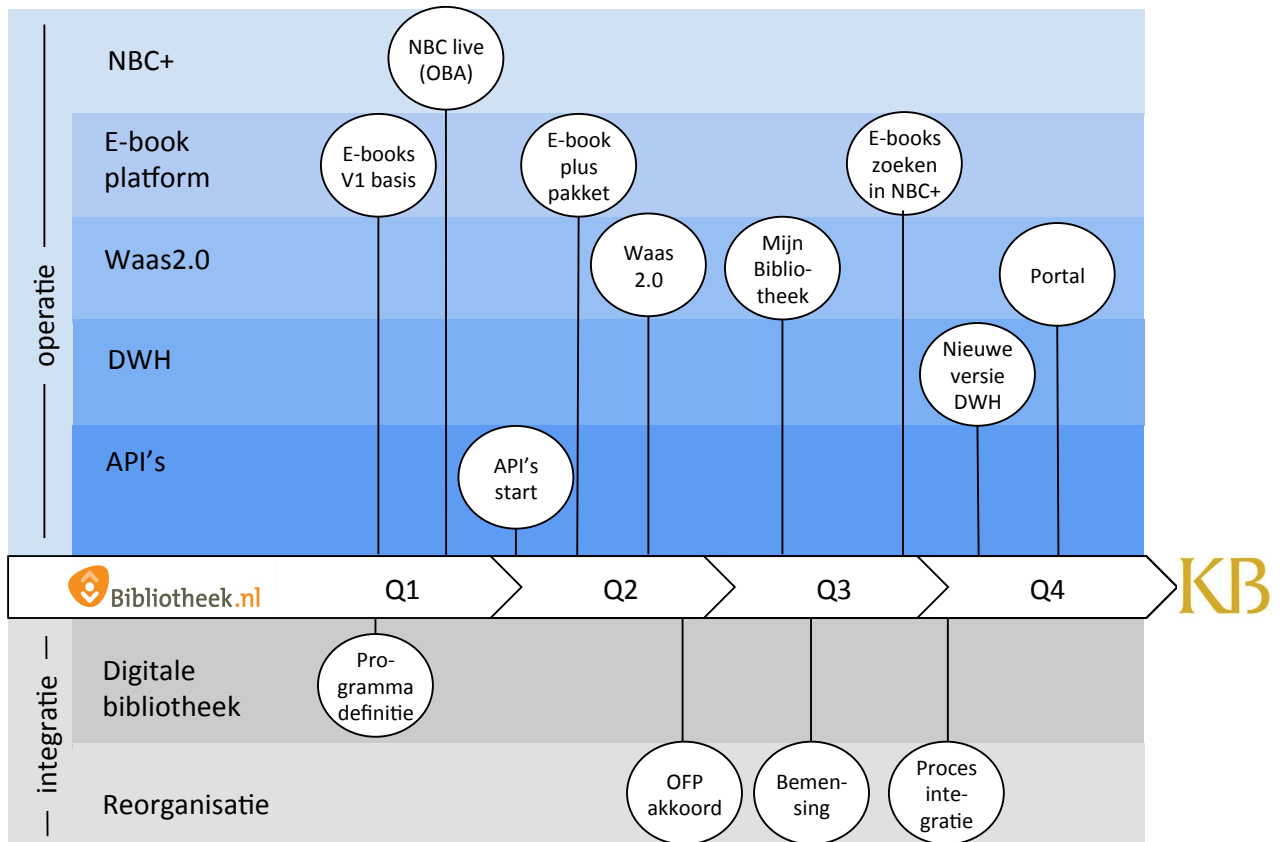 operatie
NBC+
NBC live
(OBA)
E-book
platform
E-books
V1 basis
E-book
plus
pakket
E-books
zoeken
in NBC+
Waas2.0
Waas
2.0
Mijn
Biblio-
theek
Portal
DWH
Nieuwe
versie
DWH
API’s
API’s
start
Bibliotheek.nl
Q1
Q2
Q3
Q4
KB
integratie
Digitale
bibliotheek
Pro-
gramma
definitie
Reorganisatie
OFP
akkoord
Bemen-
sing
Proces
inte-
gratie